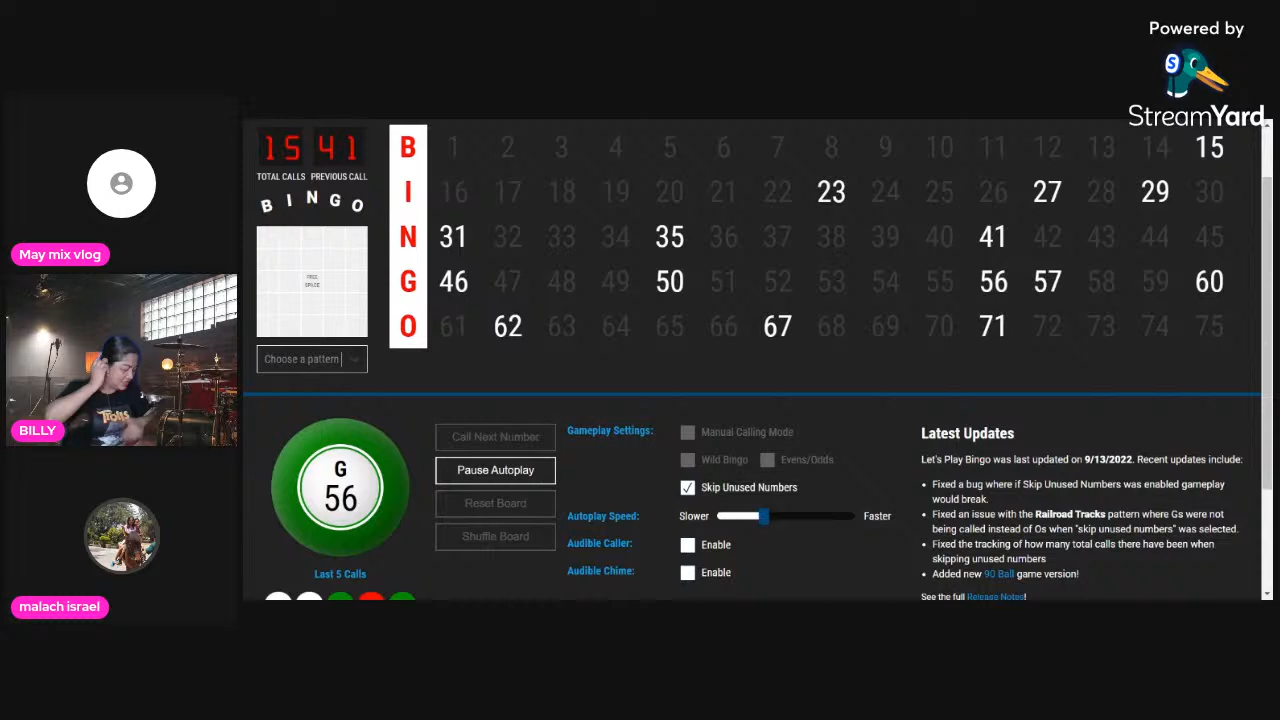 Powered by
StreamYard
May mix vlog
BILLY
malach israel
15 41
TOTAL CALLS PREVIOUS CALL
B I N G O
FREE
SPACE
Choose a pattern
B 1 2 3 4 5 6 7 8 9 10 11 12 13 14 15
I 16 17 18 19 20 21 22 23 24 25 26 27 28 29 30
N 31 32 33 34 35 36 37 38 39 40 41 42 43 44 45
G 46 47 48 49 50 51 52 53 54 55 56 57 58 59 60
O 61 62 63 64 65 66 67 68 69 70 71 72 73 74 75
G
56
Last 5 Calls
Call Next Number
Pause Autoplay
Reset Board
Shuffle Board
Gameplay Settings:
Manual Calling Mode
Wild Bingo Evens/Odds
Skip Unused Numbers
Autoplay Speed: Slower Faster
Audible Caller: Enable
Audible Chime: Enable
Latest Updates
Let's Play Bingo was last updated on 9/13/2022. Recent updates include:
• Fixed a bug where if Skip Unused Numbers was enabled gameplay
would break.
• Fixed an issue with the Railroad Tracks pattern where Gs were not
being called instead of Os when "skip unused numbers" was selected.
• Fixed the tracking of how many total calls there have been when
skipping unused numbers
• Added new 90 Ball game version!
See the full Release Notes!
Trolls